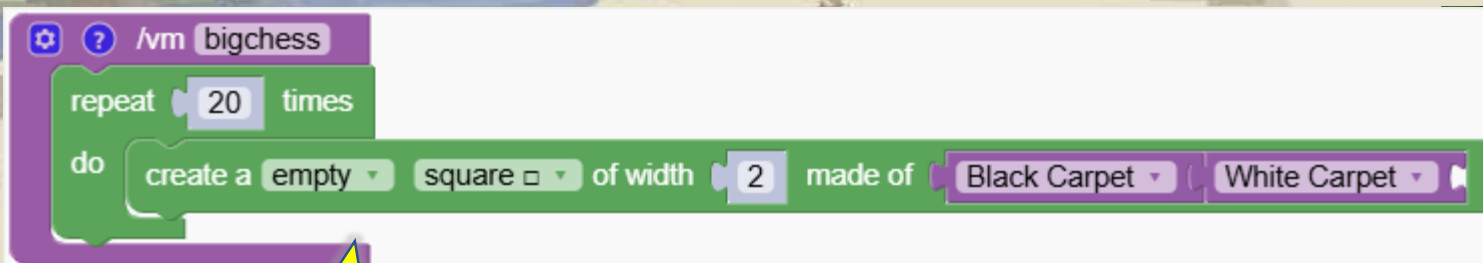 ? /vm bigchess
repeat 20 times
do create a empty square □ of width 2 made of Black Carpet White Carpet